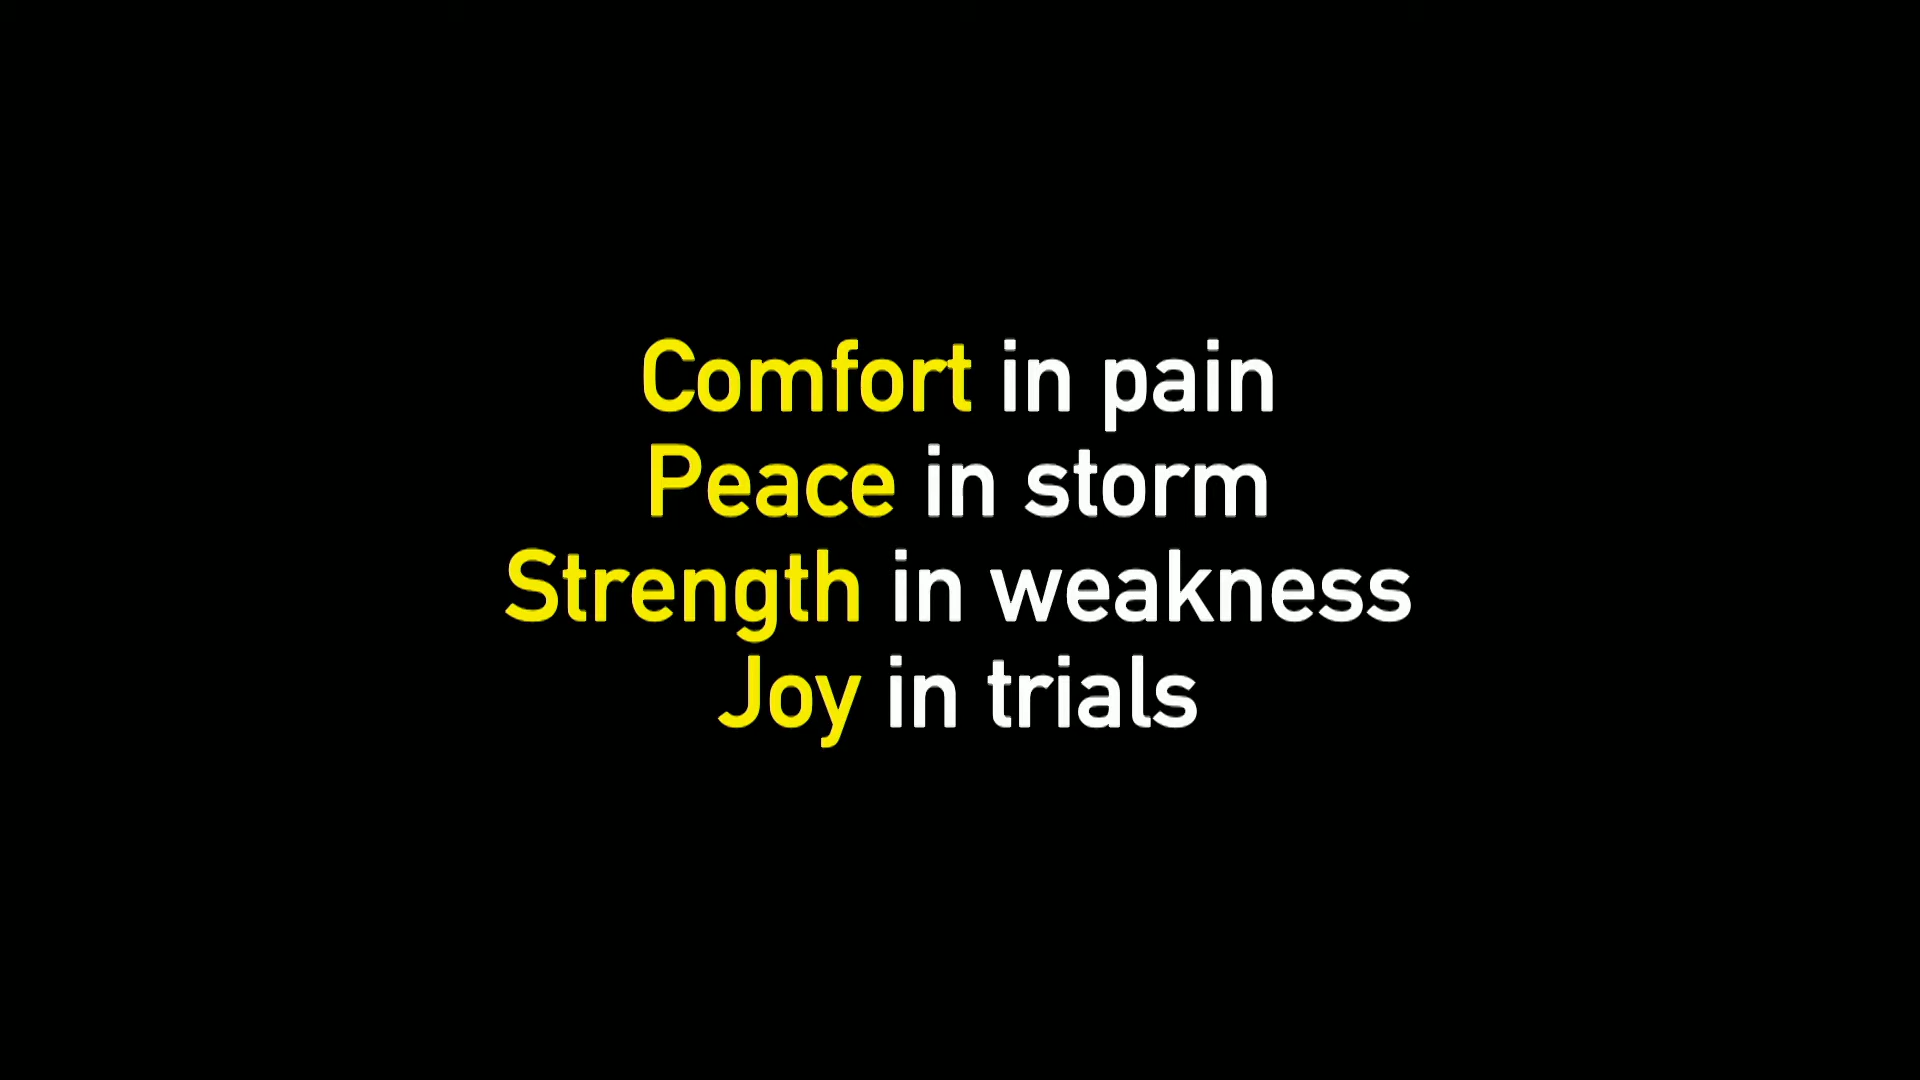 Comfort in pain
Peace in storm
Strength in weakness
Joy in trials